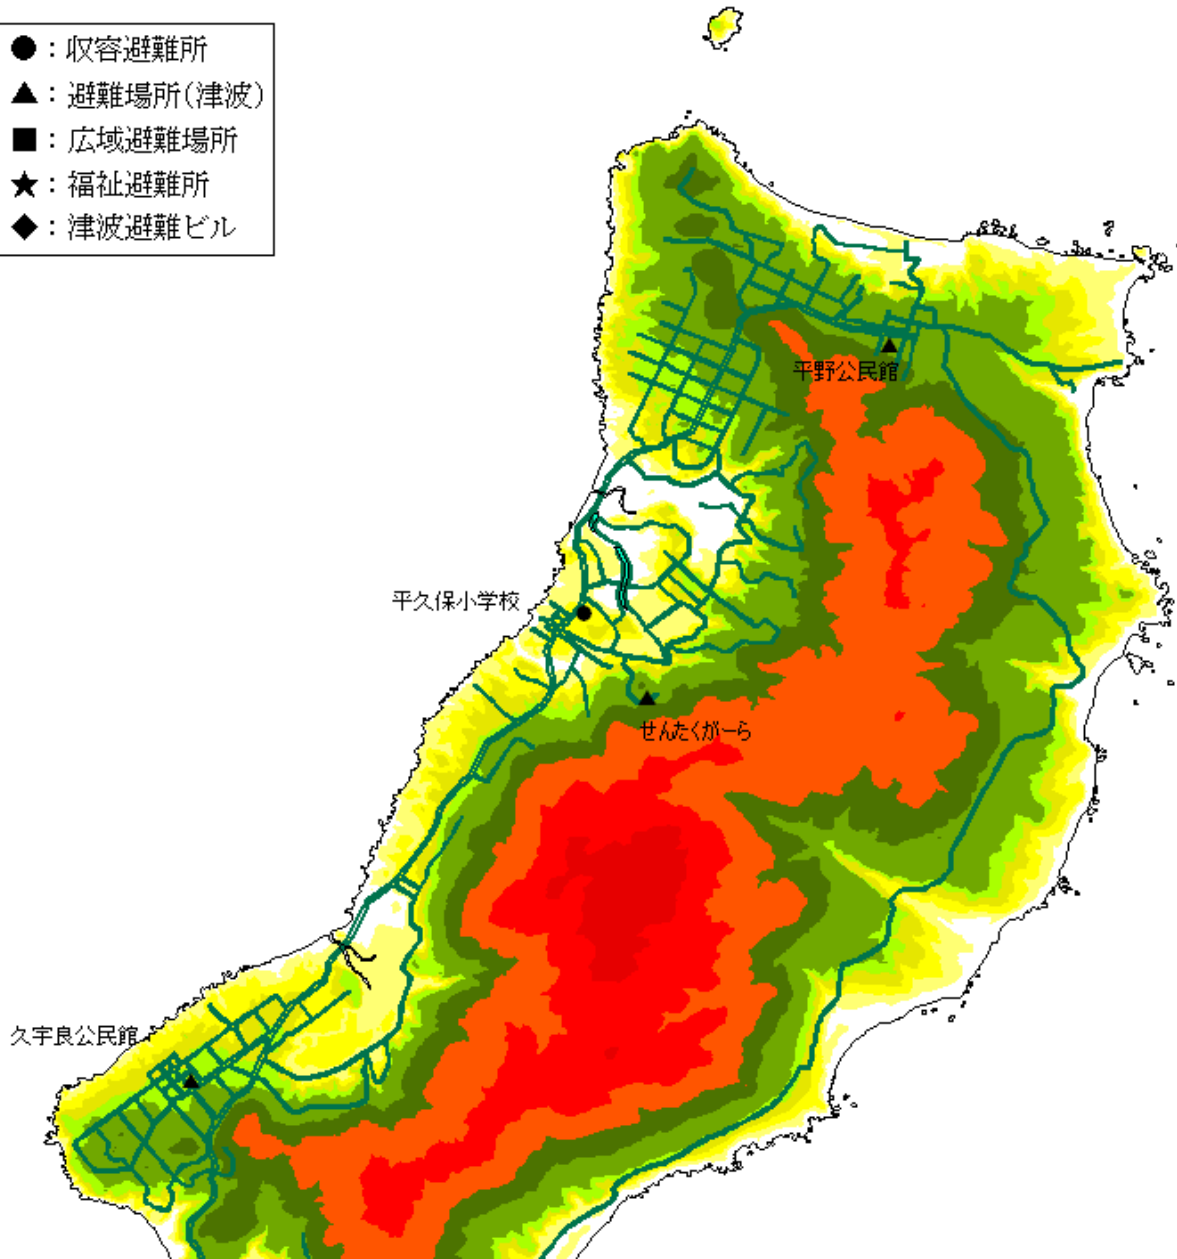 ●：収容避難所
▲：避難場所(津波)
■：広域避難場所
★：福祉避難所
◆：津波避難ビル
平野公民館
平久保小学校
せんたくがーら
久宇良公民館